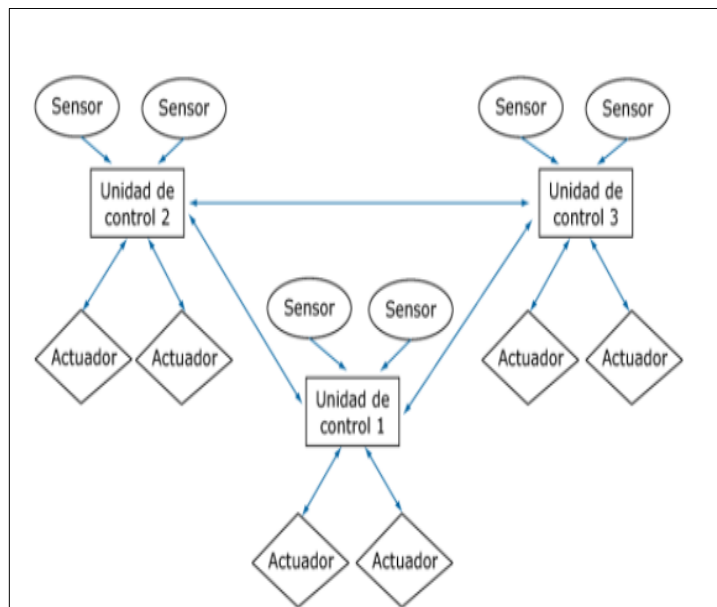 Sensor
Sensor
Sensor
Sensor
Unidad de
control 2
Unidad de
control 3
Sensor
Sensor
Actuador
Actuador
Actuador
Actuador
Unidad de
control 1
Actuador
Actuador